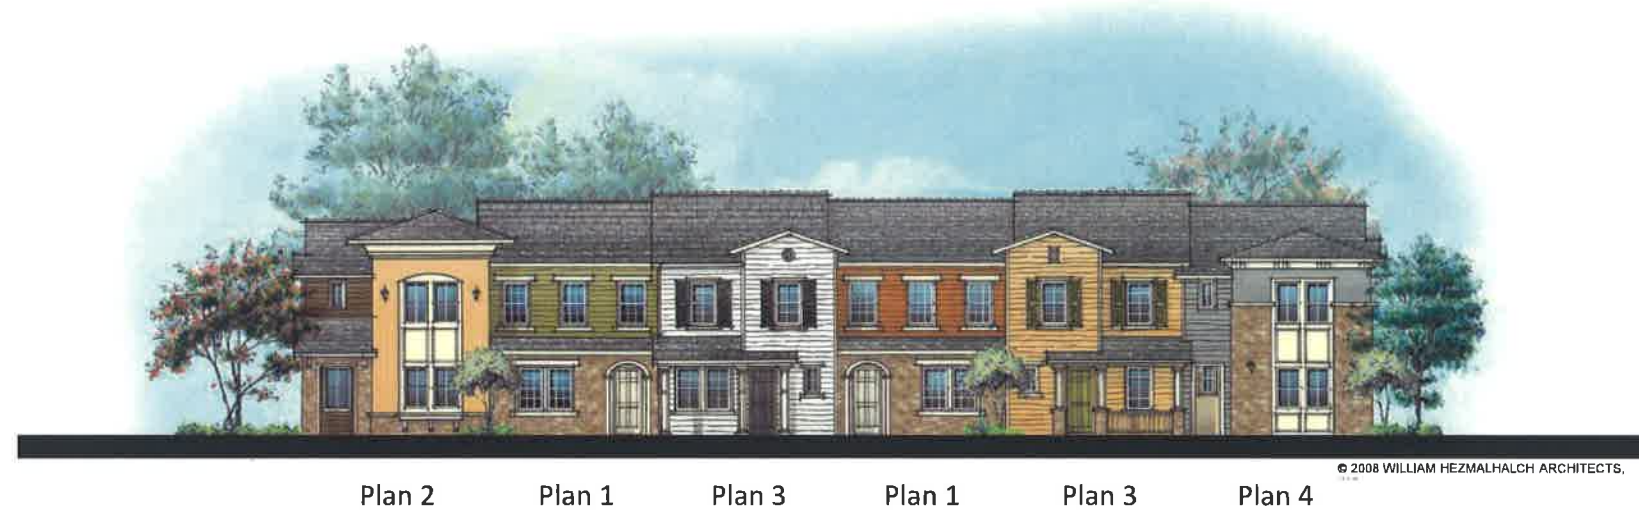 © 2008 WILLIAM HEZMALHALCH ARCHITECTS,
Plan 2 Plan 1 Plan 3 Plan 1 Plan 3 Plan 4